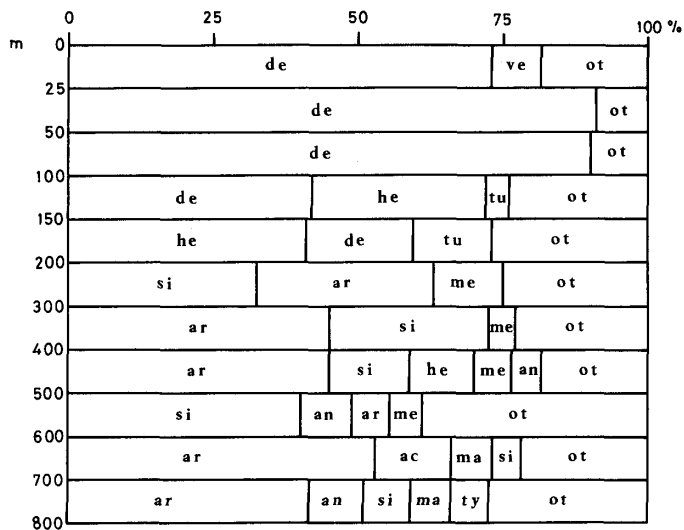 0 25 50 75 100 %
m
0
de ve ot
25
de ot
50
de ot
100
de he tu ot
150
he de tu ot
200
si ar me ot
300
ar si me ot
400
ar si he me an ot
500
si an ar me ot
600
ar ac ma si ot
700
ar an si ma ty ot
800